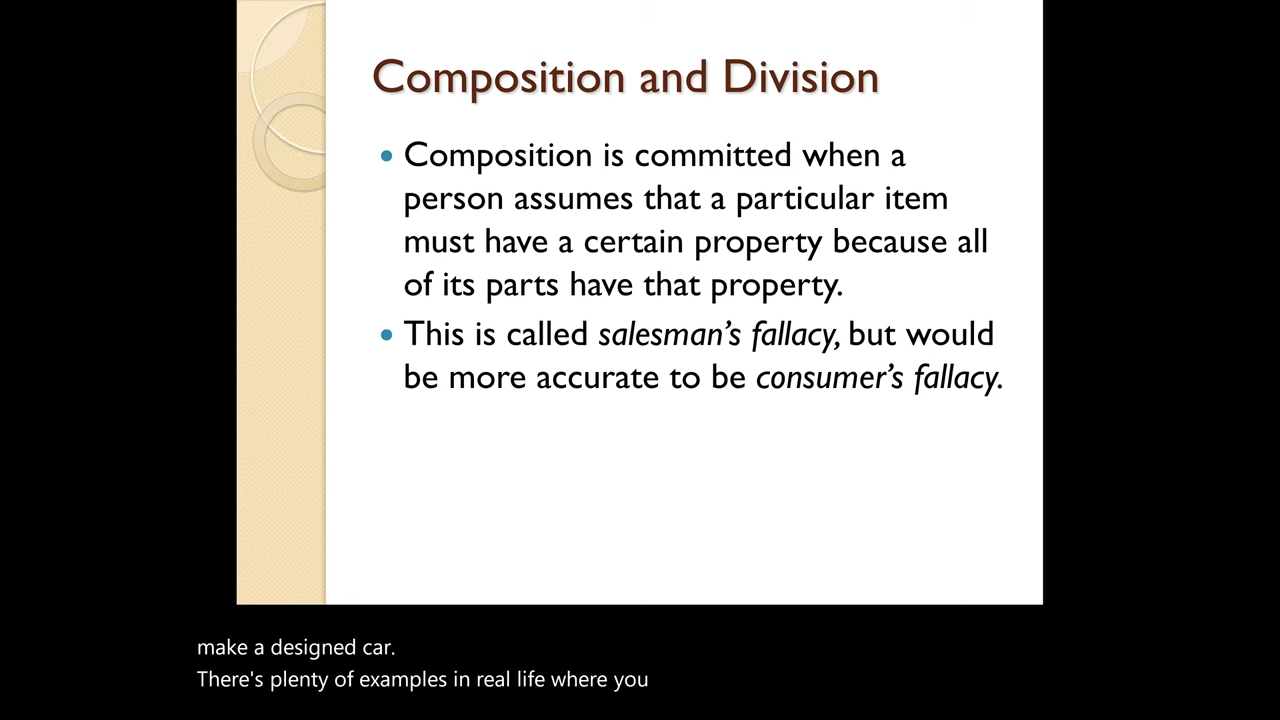 Composition and Division
• Composition is committed when a
person assumes that a particular item
must have a certain property because all
of its parts have that property.
• This is called salesman’s fallacy, but would
be more accurate to be consumer’s fallacy.
make a designed car.
There's plenty of examples in real life where you